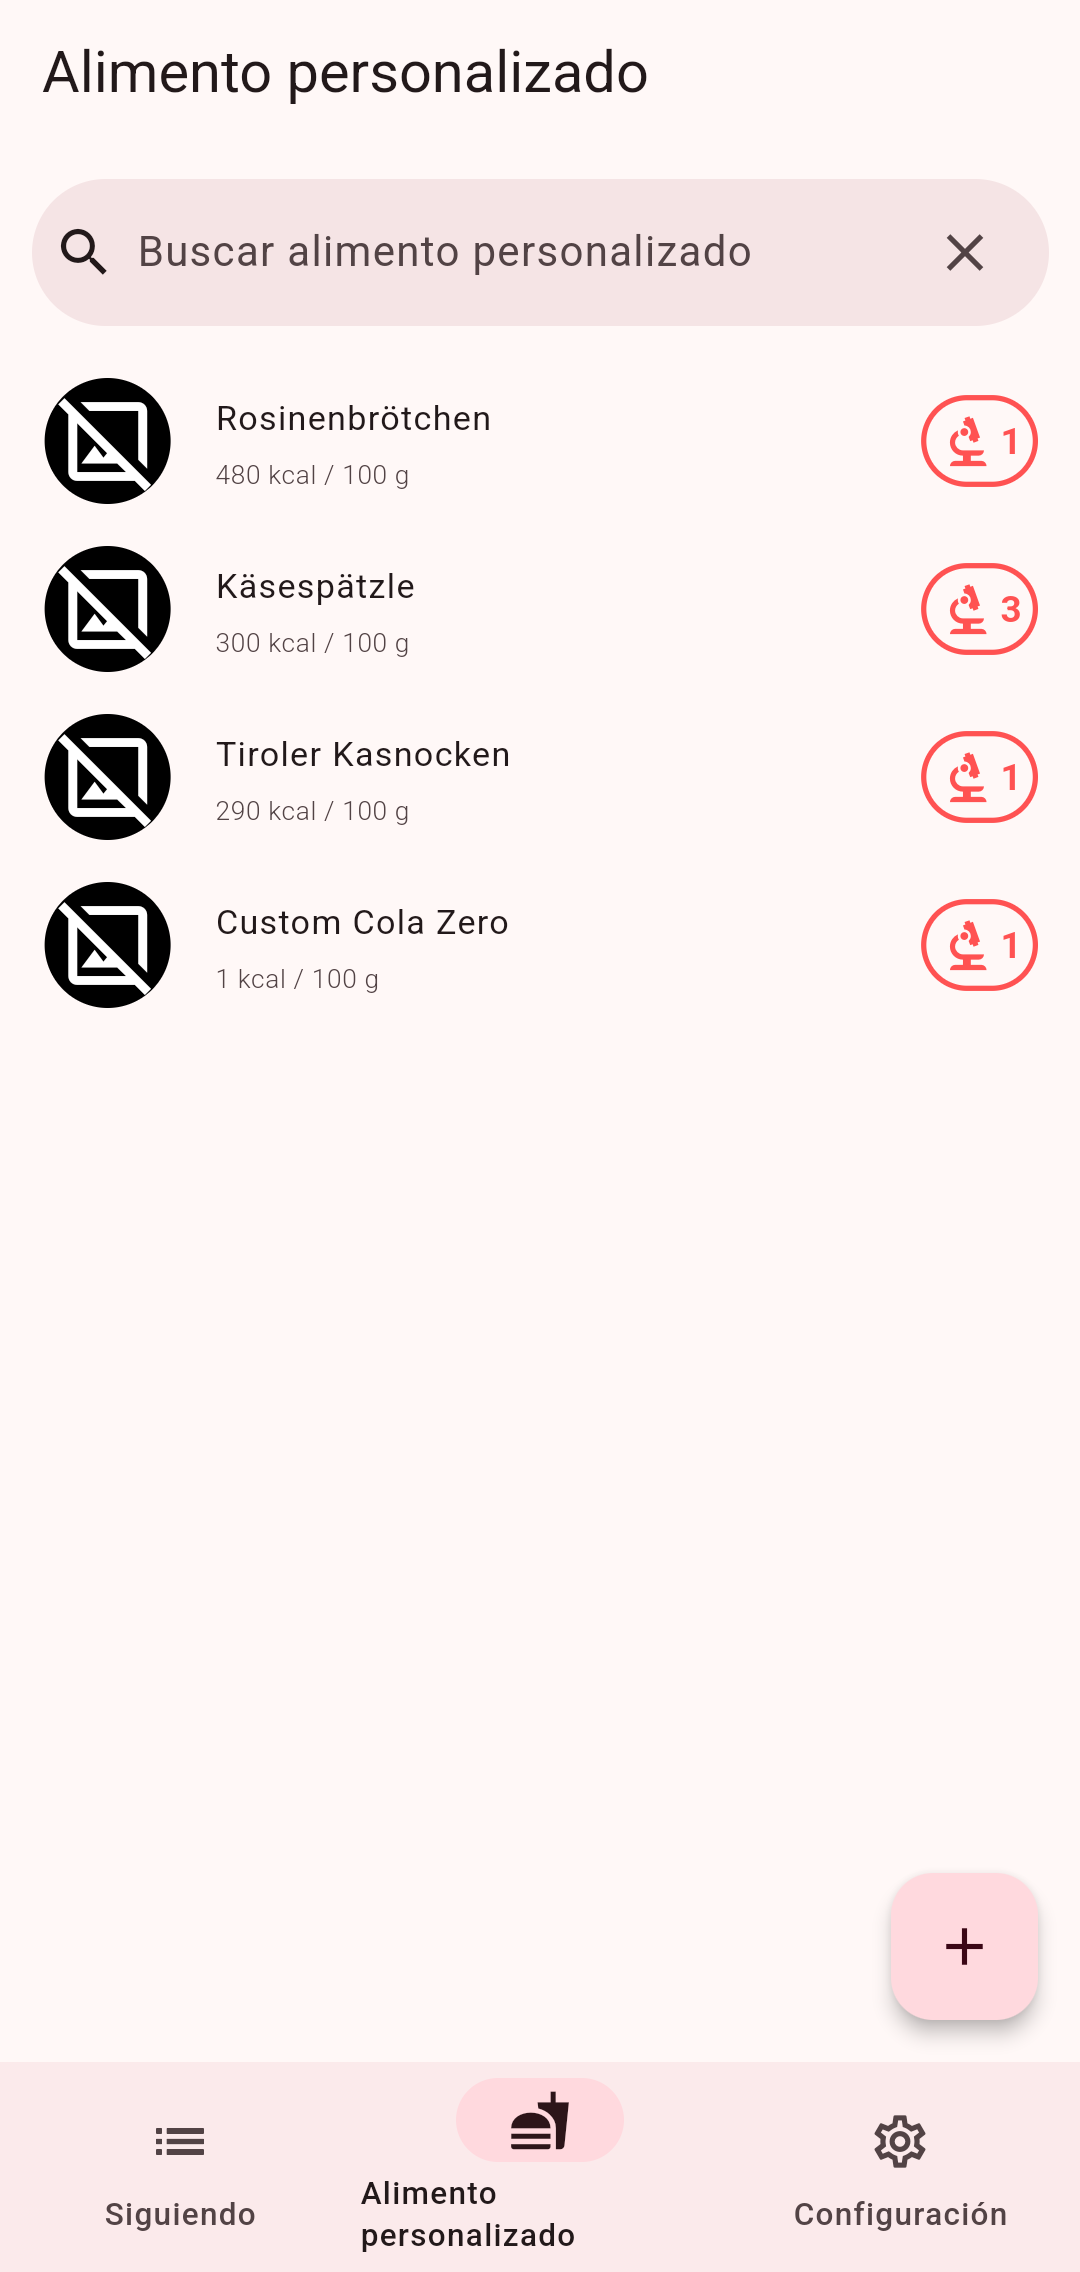 Alimento personalizado
Buscar alimento personalizado
Rosinenbrötchen
480 kcal / 100 g
1
Käsespätzle
300 kcal / 100 g
3
Tiroler Kasnocken
290 kcal / 100 g
1
Custom Cola Zero
1 kcal / 100 g
1
Siguiendo
Alimento
personalizado
Configuración